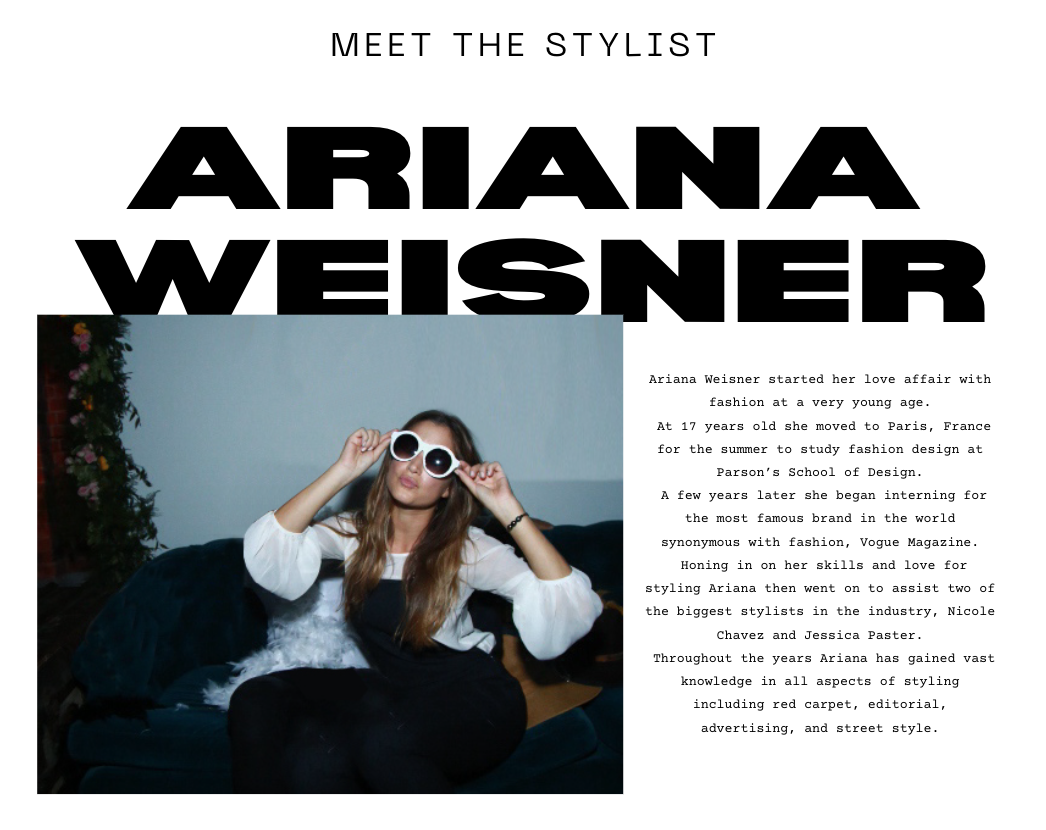 MEET THE STYLIST
ARIANA
WEISNER
Ariana Weisner started her love affair with
fashion at a very young age.
At 17 years old she moved to Paris, France
for the summer to study fashion design at
Parson’s School of Design.
A few years later she began interning for
the most famous brand in the world
synonymous with fashion, Vogue Magazine.
Honing in on her skills and love for
styling Ariana then went on to assist two of
the biggest stylists in the industry, Nicole
Chavez and Jessica Paster.
Throughout the years Ariana has gained vast
knowledge in all aspects of styling
including red carpet, editorial,
advertising, and street style.